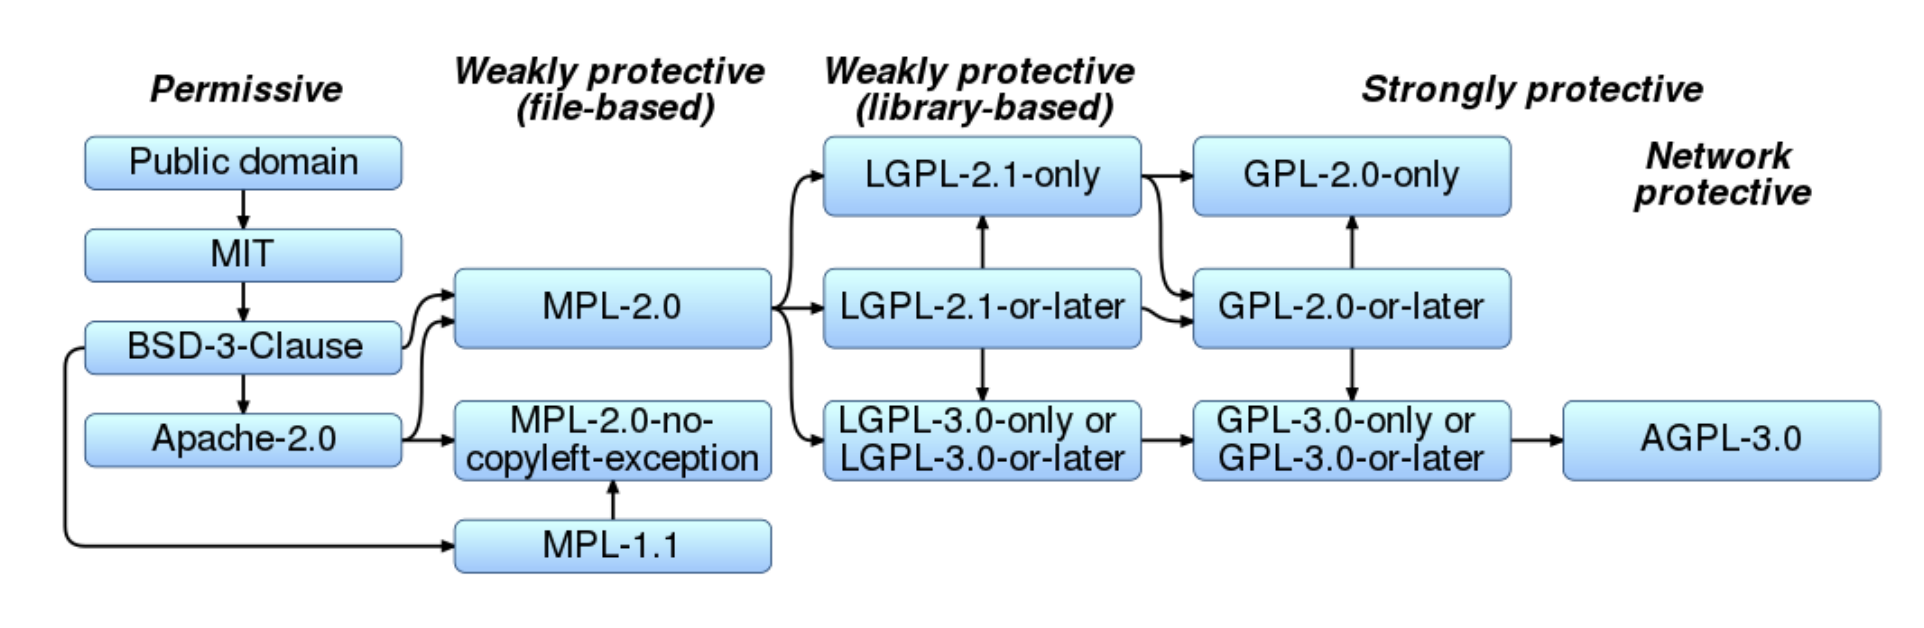 Permissive
Weakly protective
(file-based)
Weakly protective
(library-based)
Strongly protective
Network
protective
Public domain
MIT
BSD-3-Clause
Apache-2.0
MPL-2.0
MPL-2.0-no-
copyleft-exception
MPL-1.1
LGPL-2.1-only
LGPL-2.1-or-later
LGPL-3.0-only or
LGPL-3.0-or-later
GPL-2.0-only
GPL-2.0-or-later
GPL-3.0-only or
GPL-3.0-or-later
AGPL-3.0